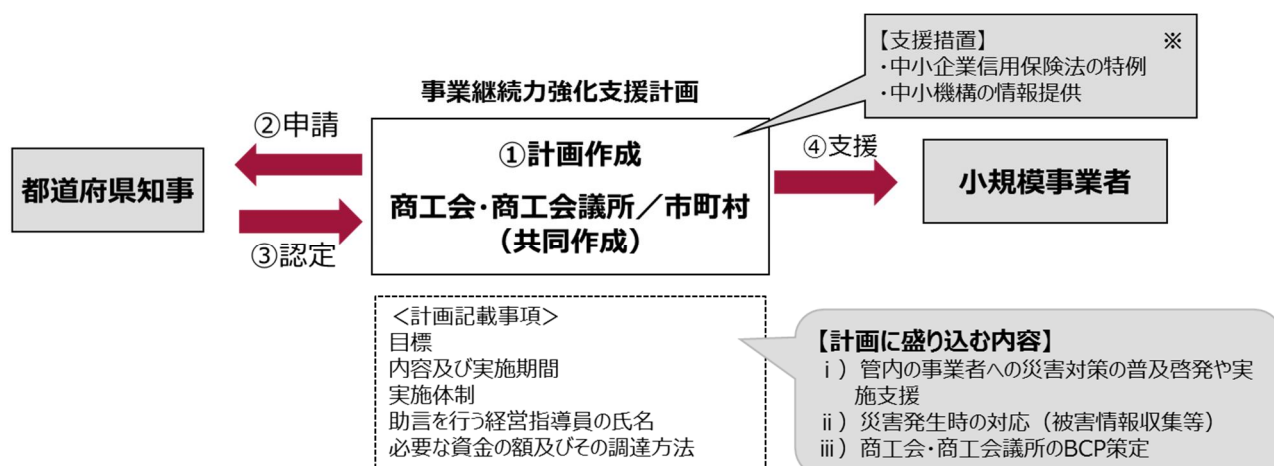 【支援措置】 ※
・中小企業信用保険法の特例
・中小機構の情報提供
事業継続力強化支援計画
②申請
①計画作成
④支援
都道府県知事
商工会・商工会議所／市町村
（共同作成）
小規模事業者
③認定
＜計画記載事項＞
目標
内容及び実施期間
実施体制
助言を行う経営指導員の氏名
必要な資金の額及びその調達方法
【計画に盛り込む内容】
ⅰ）管内の事業者への災害対策の普及啓発や実
施支援
ⅱ）災害発生時の対応（被害情報収集等）
ⅲ）商工会・商工会議所のBCP策定